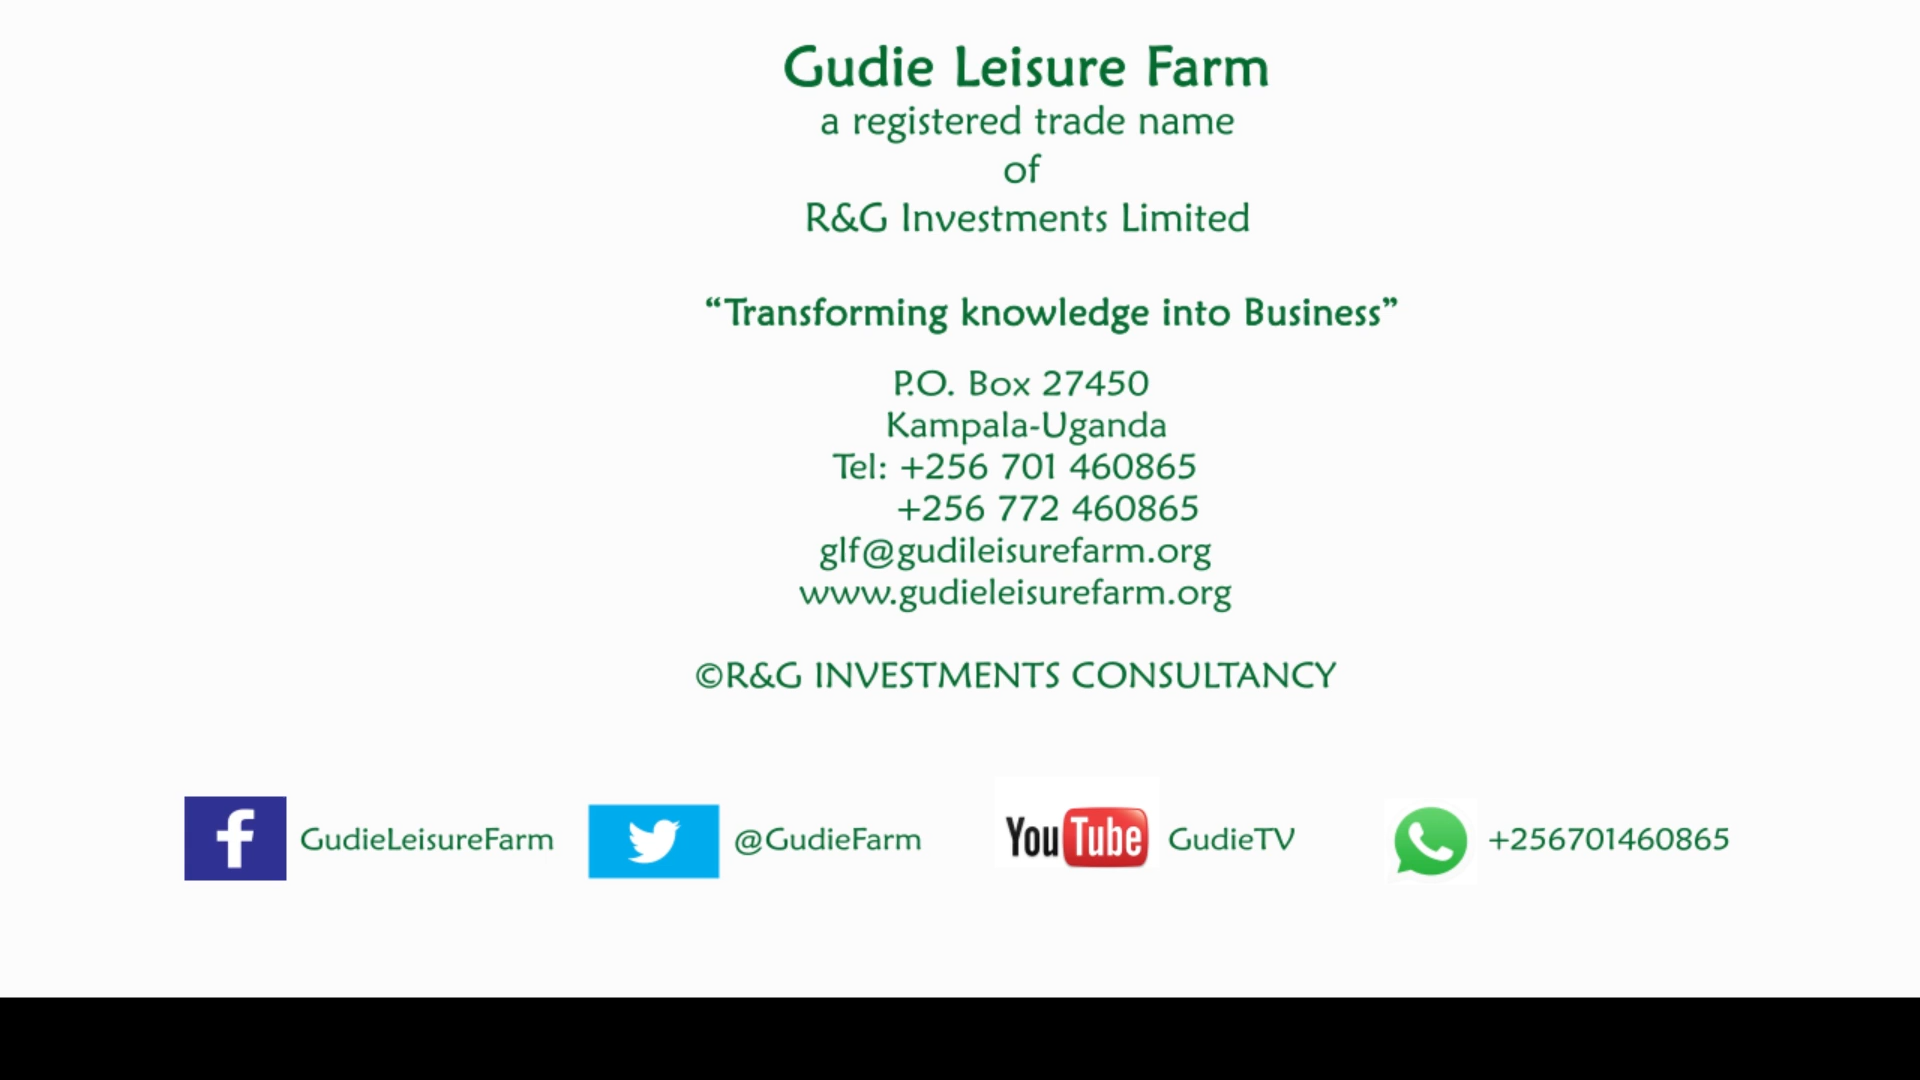 Gudie Leisure Farm
a registered trade name
of
R&G Investments Limited
“Transforming knowledge into Business”
P.O. Box 27450
Kampala-Uganda
Tel: +256 701 460865
+256 772 460865
glf@gudileisurefarm.org
www.gudieleisurefarm.org
©R&G INVESTMENTS CONSULTANCY
f GudieLeisureFarm @GudieFarm YouTube GudieTV +256701460865